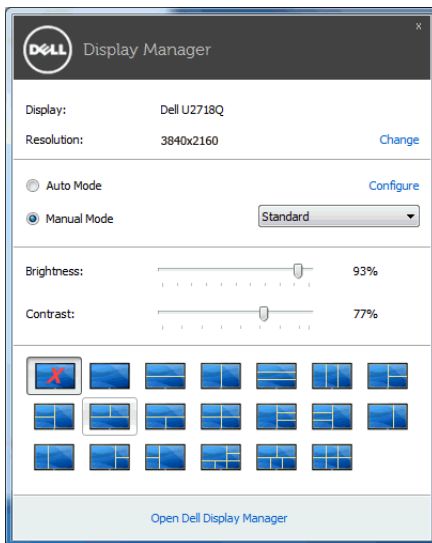 x
DELL Display Manager
Display: Dell U2718Q
Resolution: 3840x2160 Change
Auto Mode Configure
Manual Mode Standard
Brightness: 93%
Contrast: 77%
X
Open Dell Display Manager